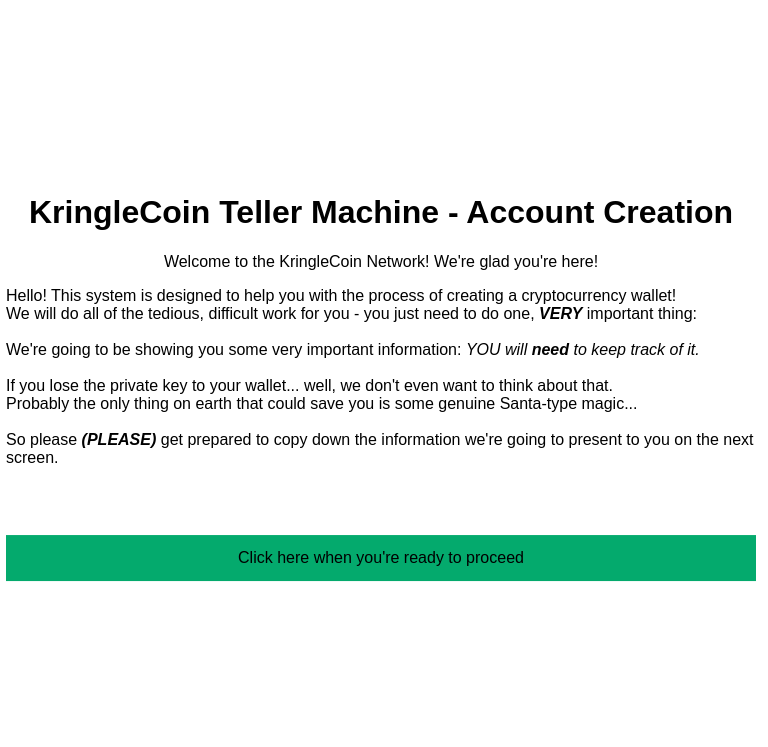 KringleCoin Teller Machine - Account Creation
Welcome to the KringleCoin Network! We're glad you're here!
Hello! This system is designed to help you with the process of creating a cryptocurrency wallet!
We will do all of the tedious, difficult work for you - you just need to do one, VERY important thing:
We're going to be showing you some very important information: YOU will need to keep track of it.
If you lose the private key to your wallet... well, we don't even want to think about that.
Probably the only thing on earth that could save you is some genuine Santa-type magic...
So please (PLEASE) get prepared to copy down the information we're going to present to you on the next
screen.
Click here when you're ready to proceed